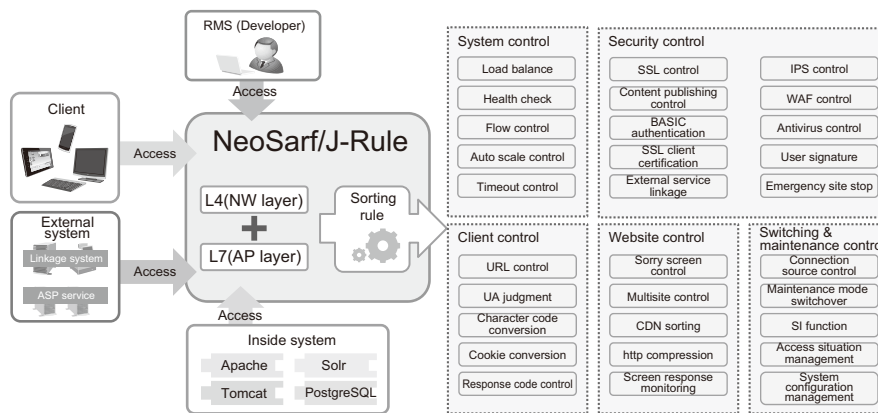 RMS (Developer)
Access
Client
Access
External
system
Linkage system
ASP service
Access
NeoSarf/J-Rule
L4(NW layer)
+
L7(AP layer)
Sorting
rule
Access
Inside system
Apache
Solr
Tomcat
PostgreSQL
System control
Load balance
Health check
Flow control
Auto scale control
Timeout control
Security control
SSL control
Content publishing
control
BASIC
authentication
SSL client
certification
External service
linkage
IPS control
WAF control
Antivirus control
User signature
Emergency site stop
Client control
URL control
UA judgment
Character code
conversion
Cookie conversion
Response code control
Website control
Sorry screen
control
Multisite control
CDN sorting
http compression
Screen response
monitoring
Switching &
maintenance contro
Connection
source control
Maintenance mode
switchover
SI function
Access situation
management
System
configuration
management